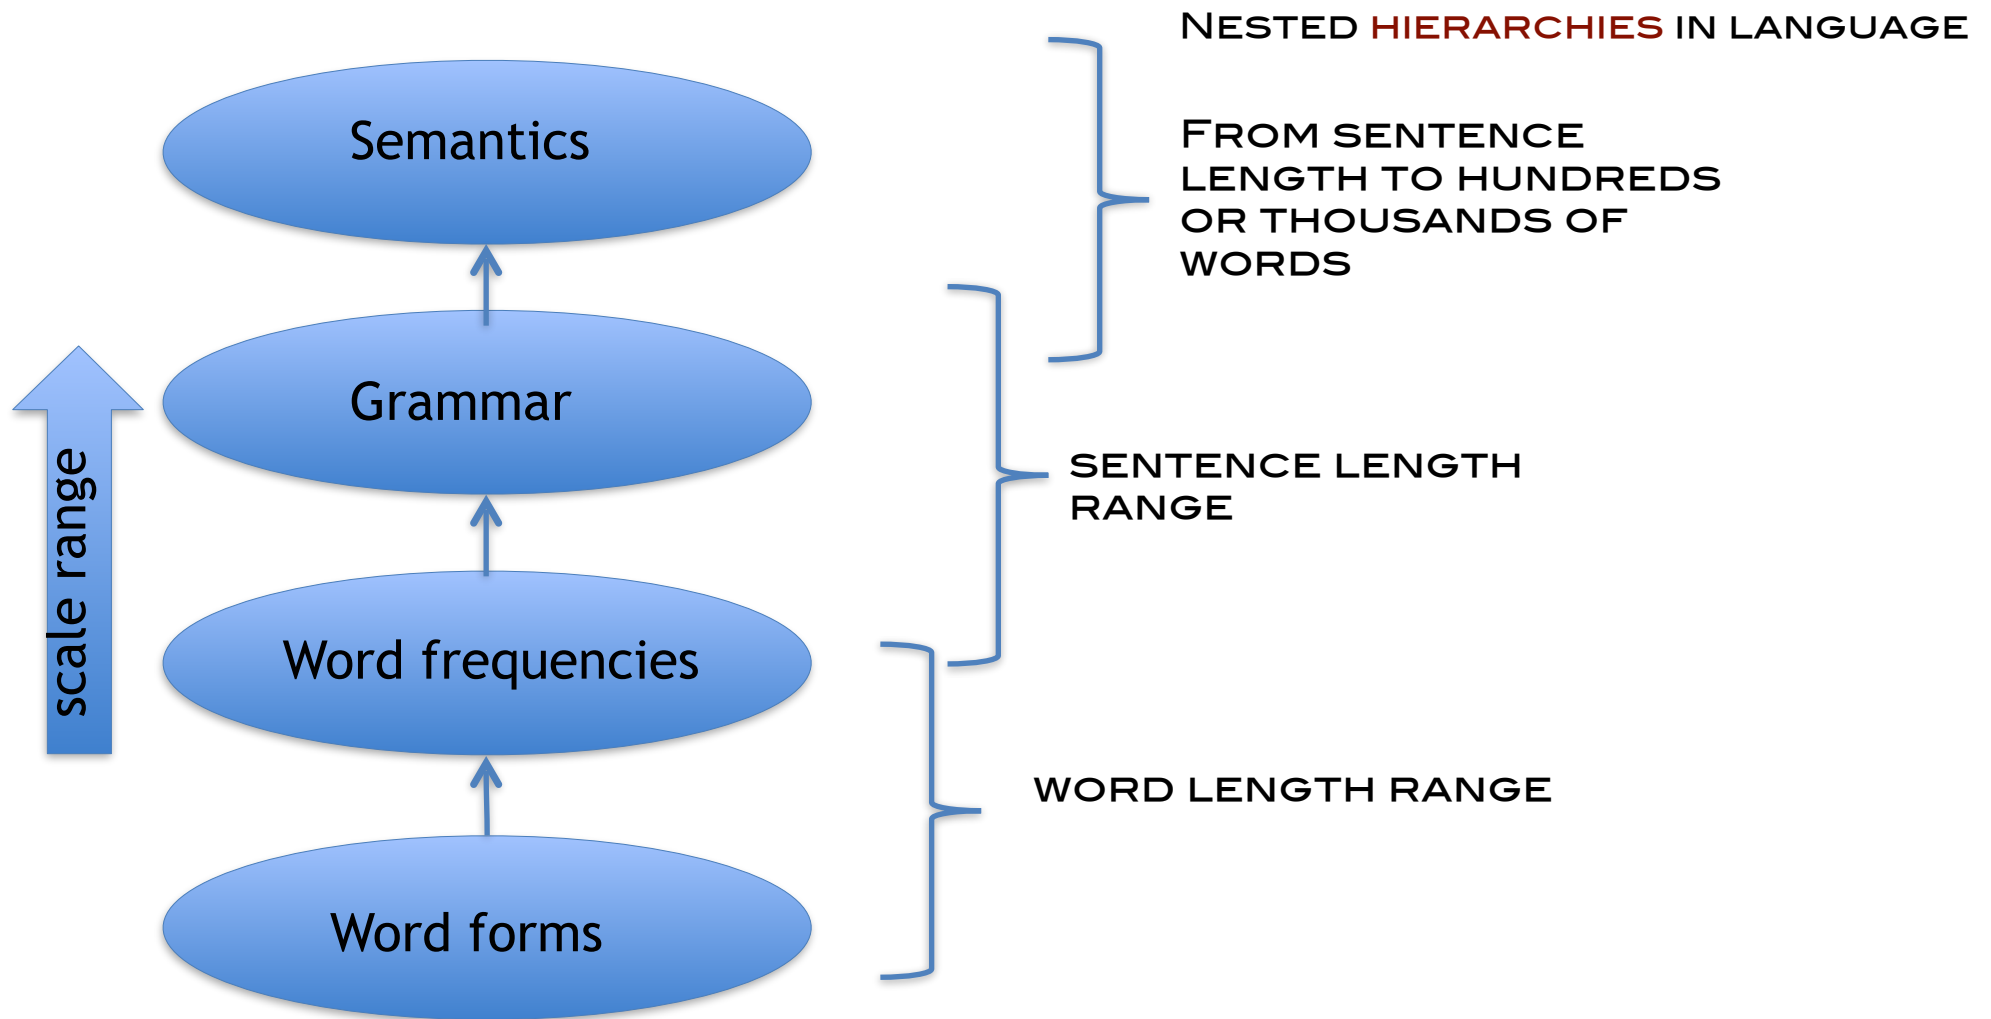 Nested hierarchies in language
Semantics
From sentence
length to hundreds
or thousands of
words
Grammar
scale range
sentence length
range
Word frequencies
word length range
Word forms